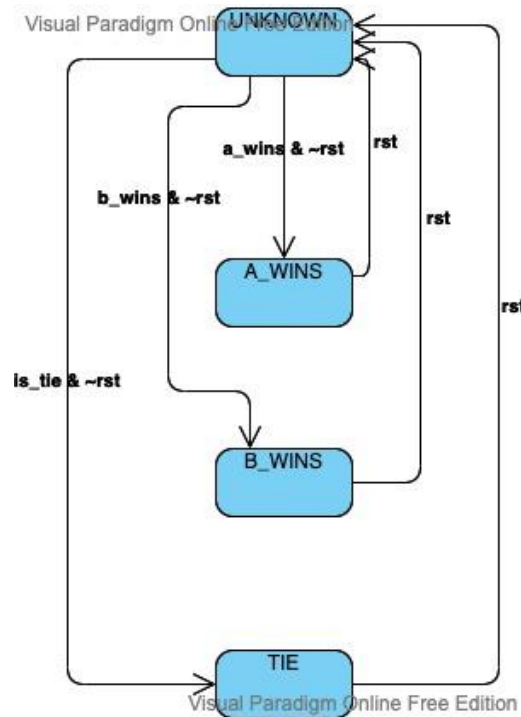 UNKNOWN
Visual Paradigm Online Free Edition
a_wins & ~rst
rst
b_wins & ~rst
rst
A_WINS
rst
is_tie & ~rst
B_WINS
TIE
Visual Paradigm Online Free Edition